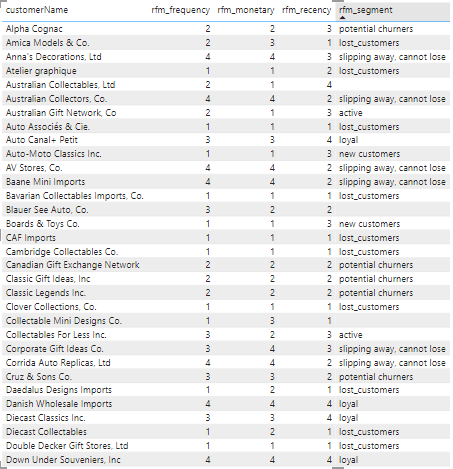 customerName rfm_frequency rfm_monetary rfm_recency rfm_segment
Alpha Cognac 2 2 3 potential churners
Amica Models & Co. 2 3 1 lost_customers
Anna's Decorations, Ltd 4 4 3 slipping away, cannot lose
Atelier graphique 1 1 2 lost_customers
Australian Collectables, Ltd 2 1 4
Australian Collectors, Co. 4 4 2 slipping away, cannot lose
Australian Gift Network, Co 2 1 3 active
Auto Associés & Cie. 1 1 1 lost_customers
Auto Canal+ Petit 3 3 4 loyal
Auto-Moto Classics Inc. 1 1 3 new customers
AV Stores, Co. 4 4 2 slipping away, cannot lose
Baane Mini Imports 4 4 2 slipping away, cannot lose
Bavarian Collectables Imports, Co. 1 1 1 lost_customers
Blauer See Auto, Co. 3 2 2
Boards & Toys Co. 1 1 3 new customers
CAF Imports 1 1 1 lost_customers
Cambridge Collectables Co. 1 1 1 lost_customers
Canadian Gift Exchange Network 2 2 2 potential churners
Classic Gift Ideas, Inc 2 2 2 potential churners
Classic Legends Inc. 2 2 2 potential churners
Clover Collections, Co. 1 1 1 lost_customers
Collectable Mini Designs Co. 1 3 1
Collectables For Less Inc. 3 2 3 active
Corporate Gift Ideas Co. 3 4 3 slipping away, cannot lose
Corrida Auto Replicas, Ltd 4 4 2 slipping away, cannot lose
Cruz & Sons Co. 3 3 2 potential churners
Daedalus Designs Imports 1 2 1 lost_customers
Danish Wholesale Imports 4 4 4 loyal
Diecast Classics Inc. 3 3 4 loyal
Diecast Collectables 1 2 1 lost_customers
Double Decker Gift Stores, Ltd 1 1 1 lost_customers
Down Under Souveniers, Inc 4 4 4 loyal